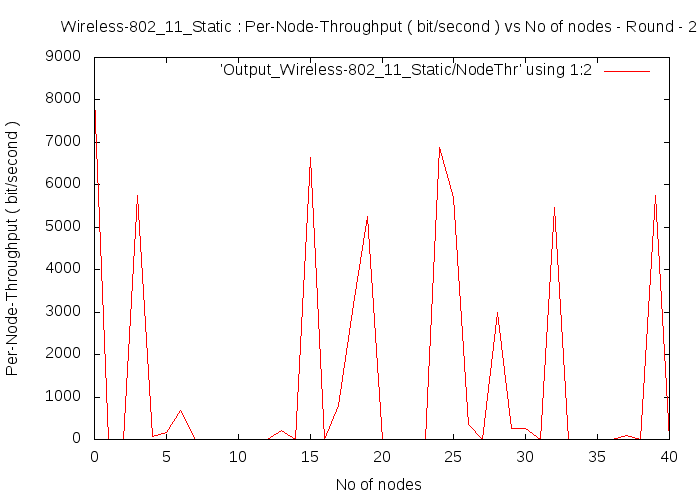 Wireless-802_11_Static : Per-Node-Throughput ( bit/second ) vs No of nodes - Round - 2
'Output_Wireless-802_11_Static/NodeThr' using 1:2
Per-Node-Throughput ( bit/second )
9000
8000
7000
6000
5000
4000
3000
2000
1000
0
0 5 10 15 20 25 30 35 40
No of nodes